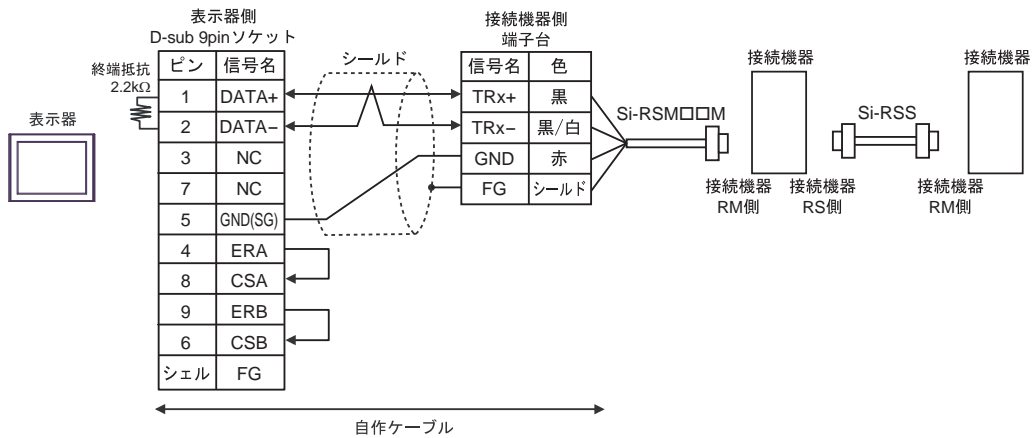 表示器側
D-sub 9pinソケット
ピン 信号名
1 DATA+
2 DATA−
3 NC
7 NC
5 GND(SG)
4 ERA
8 CSA
9 ERB
6 CSB
シェル FG
終端抵抗
2.2kΩ
表示器
シールド
接続機器側
端子台
信号名 色
TRx+ 黒
TRx− 黒/白
GND 赤
FG シールド
Si-RSM□□M
接続機器
接続機器
RM側
接続機器
RS側
Si-RSS
接続機器
接続機器
RM側
自作ケーブル